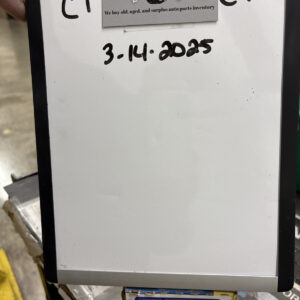 We buy old, aged, and surplus auto parts inventory
3-14-2025